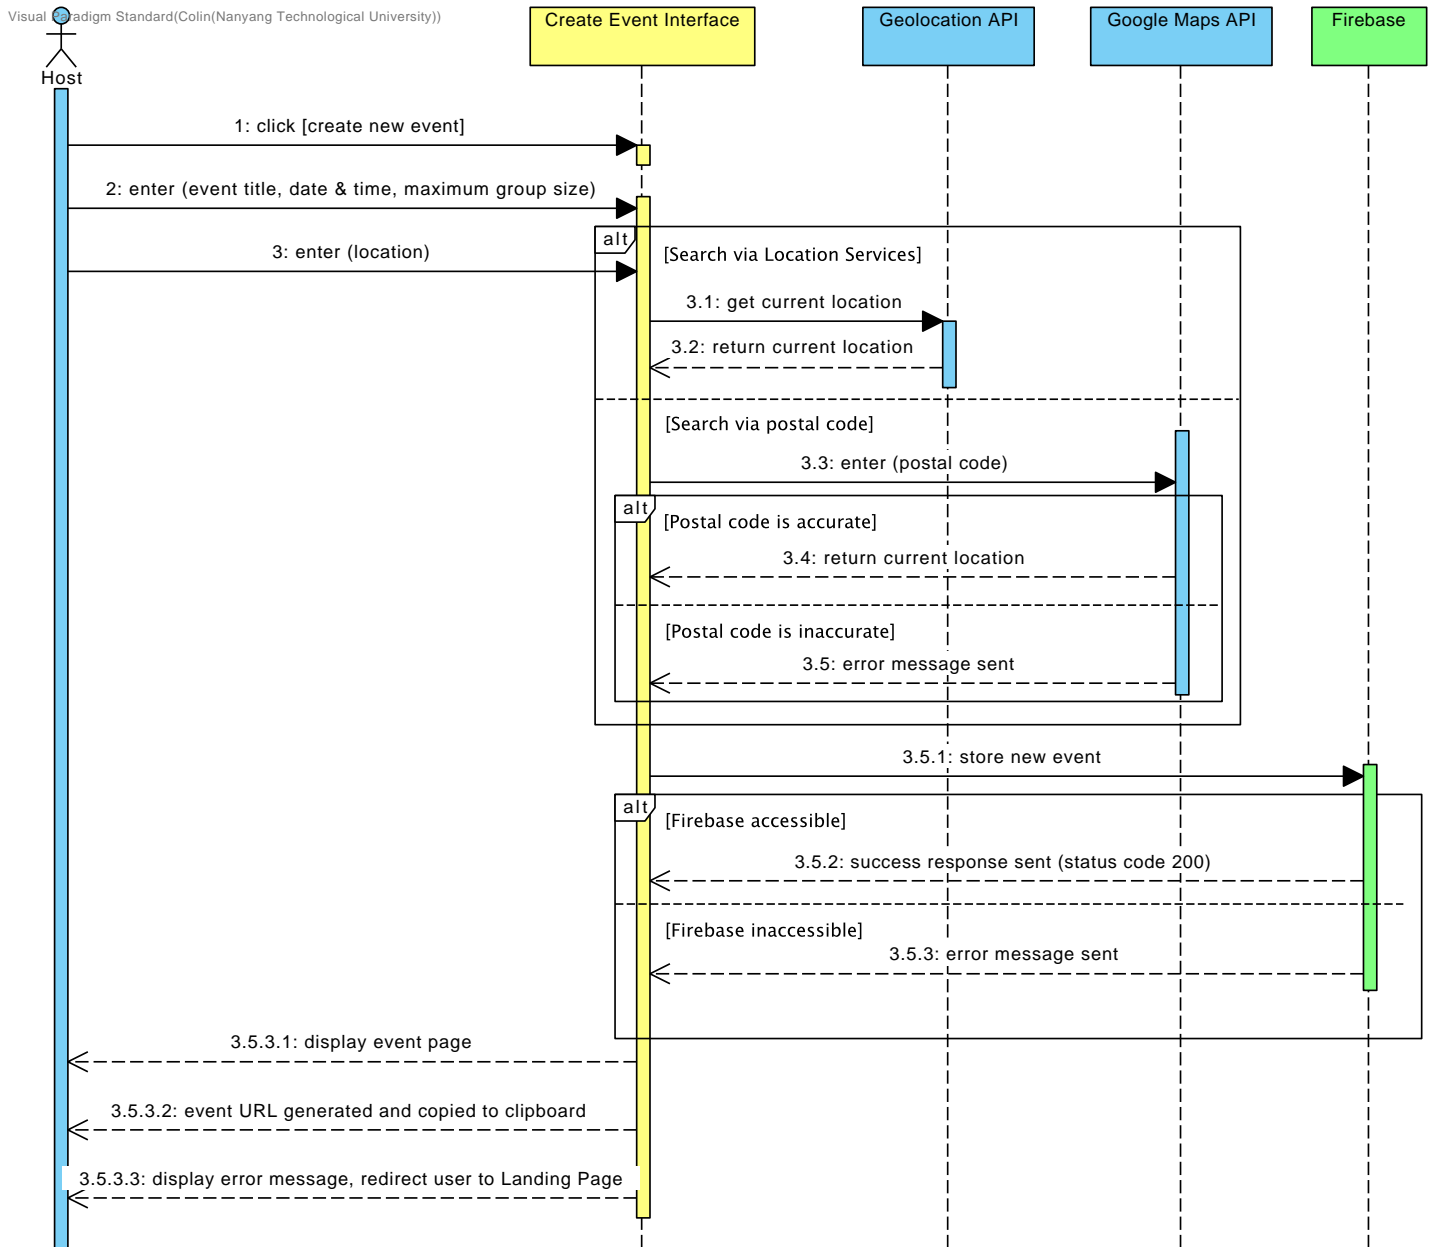 Visual Paradigm Standard(Colin(Nanyang Technological University))
Host
Create Event Interface
Geolocation API
Google Maps API
Firebase
1: click [create new event]
2: enter (event title, date & time, maximum group size)
alt
3: enter (location)
[Search via Location Services]
3.1: get current location
3.2: return current location
[Search via postal code]
3.3: enter (postal code)
alt
[Postal code is accurate]
3.4: return current location
[Postal code is inaccurate]
3.5: error message sent
3.5.1: store new event
alt
[Firebase accessible]
3.5.2: success response sent (status code 200)
[Firebase inaccessible]
3.5.3: error message sent
3.5.3.1: display event page
3.5.3.2: event URL generated and copied to clipboard
3.5.3.3: display error message, redirect user to Landing Page